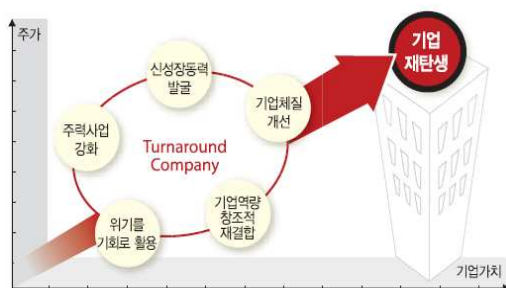 주가
기업
재탄생
신성장동력
발굴
기업체질
개선
주력사업
강화
Turnaround
Company
기업역량
창조적
재결합
위기를
기회로 활용
기업가치